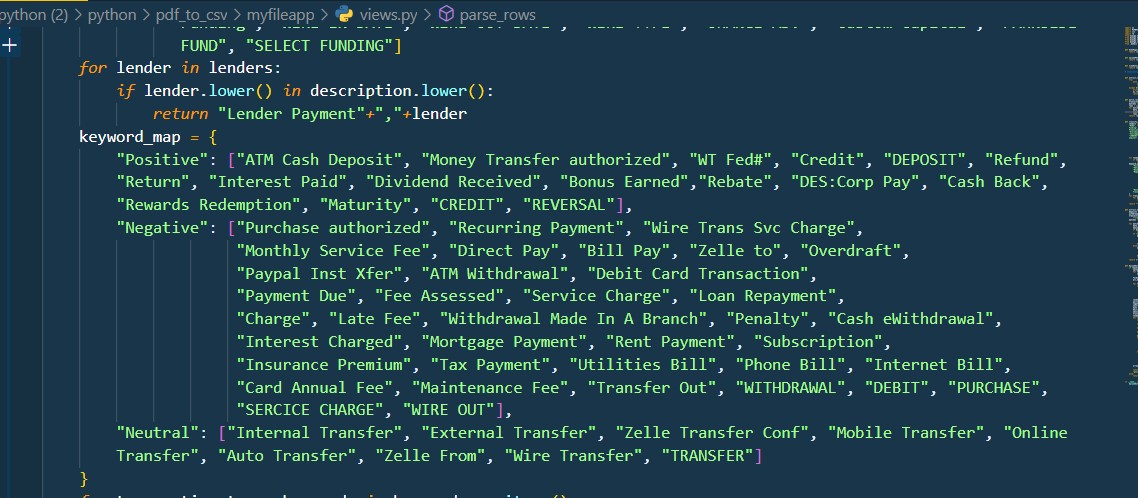 python (2) > python > pdf_to_csv > myfileapp > views.py > parse_rows
FUND", "SELECT FUNDING"]
for lender in lenders:
if lender.lower() in description.lower():
return "Lender Payment"+","+lender
keyword_map = {
"Positive": ["ATM Cash Deposit", "Money Transfer authorized", "WT Fed#", "Credit", "DEPOSIT", "Refund",
"Return", "Interest Paid", "Dividend Received", "Bonus Earned","Rebate", "DES:Corp Pay", "Cash Back",
"Rewards Redemption", "Maturity", "CREDIT", "REVERSAL"],
"Negative": ["Purchase authorized", "Recurring Payment", "Wire Trans Svc Charge",
"Monthly Service Fee", "Direct Pay", "Bill Pay", "Zelle to", "Overdraft",
"Paypal Inst Xfer", "ATM Withdrawal", "Debit Card Transaction",
"Payment Due", "Fee Assessed", "Service Charge", "Loan Repayment",
"Charge", "Late Fee", "Withdrawal Made In A Branch", "Penalty", "Cash eWithdrawal",
"Interest Charged", "Mortgage Payment", "Rent Payment", "Subscription",
"Insurance Premium", "Tax Payment", "Utilities Bill", "Phone Bill", "Internet Bill",
"Card Annual Fee", "Maintenance Fee", "Transfer Out", "WITHDRAWAL", "DEBIT", "PURCHASE",
"SERCICE CHARGE", "WIRE OUT"],
"Neutral": ["Internal Transfer", "External Transfer", "Zelle Transfer Conf", "Mobile Transfer", "Online
Transfer", "Auto Transfer", "Zelle From", "Wire Transfer", "TRANSFER"]
}